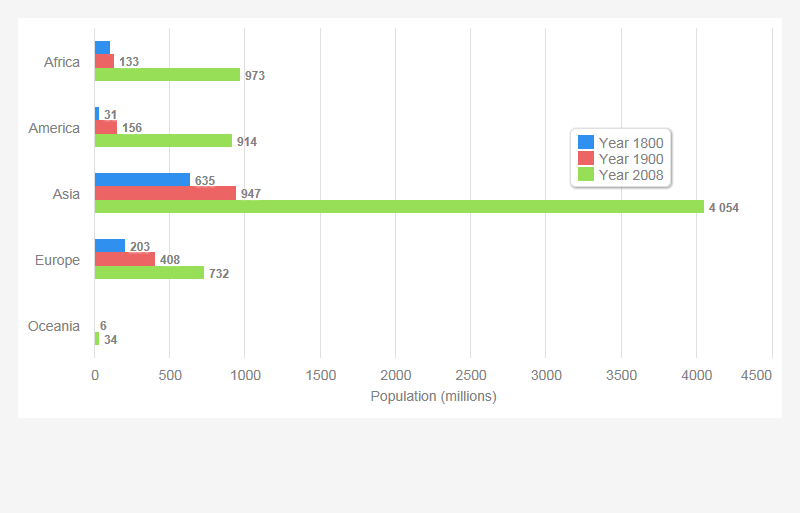 Africa
133
973
America
31
156
914
Year 1800
Year 1900
Year 2008
Asia
635
947
4 054
Europe
203
408
732
Oceania
6
34
0 500 1000 1500 2000 2500 3000 3500 4000 4500
Population (millions)